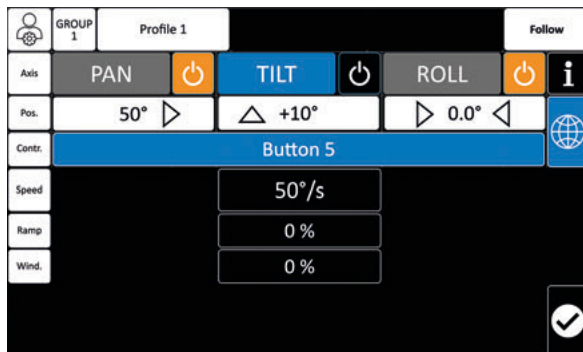 GROUP
1
Profile 1
Follow
Axis
PAN
TILT
ROLL
i
Pos.
50°
+10°
0.0°
Contr.
Button 5
Speed
50°/s
Ramp
0 %
Wind.
0 %